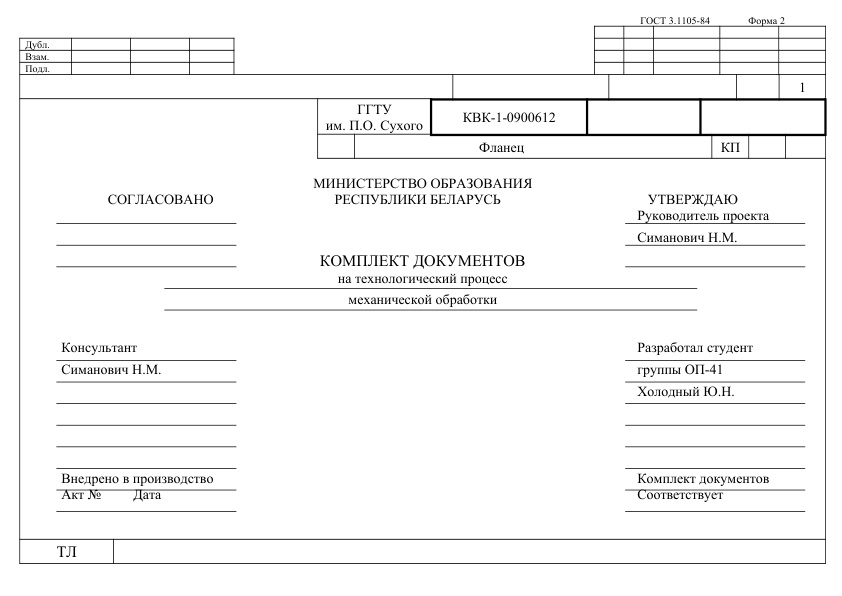 ГОСТ 3.1105-84 Форма 2
Дубл.
Взам.
Подл.
1
ГГТУ
им. П.О. Сухого
КВК-1-0900612
Фланец КП
МИНИСТЕРСТВО ОБРАЗОВАНИЯ
РЕСПУБЛИКИ БЕЛАРУСЬ
СОГЛАСОВАНО
УТВЕРЖДАЮ
Руководитель проекта
Симанович Н.М.
КОМПЛЕКТ ДОКУМЕНТОВ
на технологический процесс
механической обработки
Консультант
Симанович Н.М.
Разработал студент
группы ОП-41
Холодный Ю.Н.
Внедрено в производство
Акт № Дата
Комплект документов
Соответствует
ТЛ